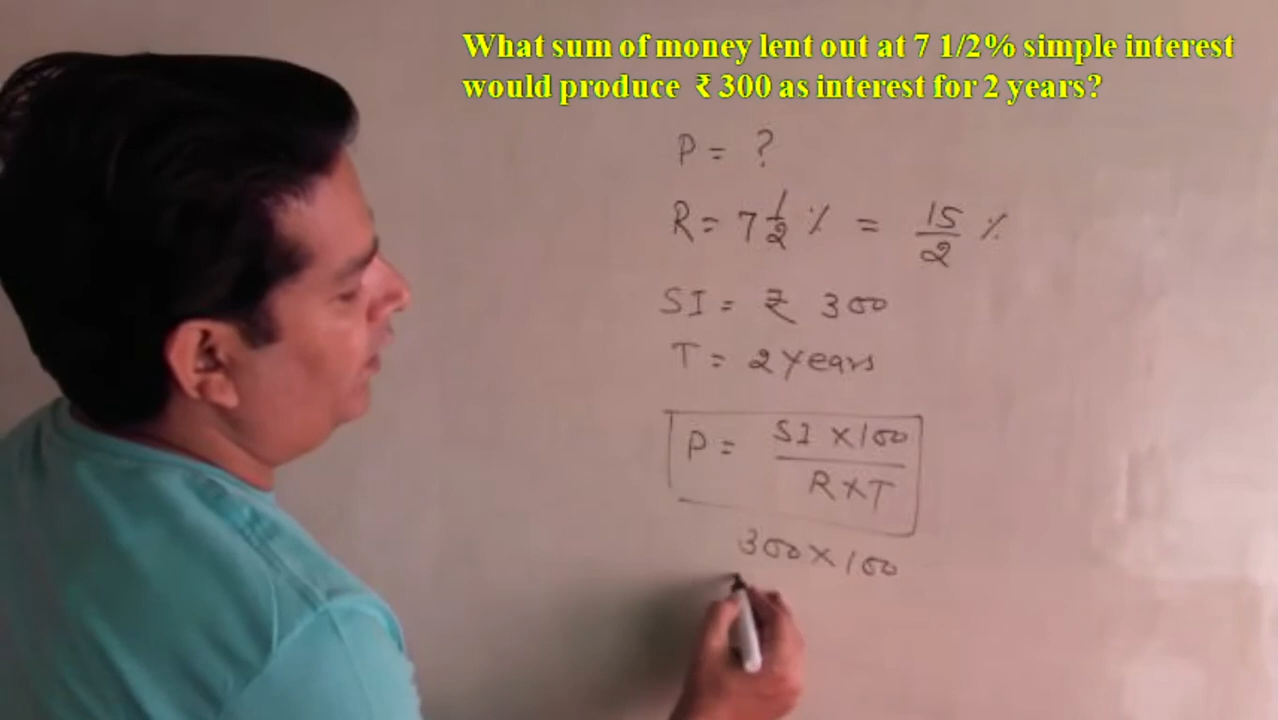 What sum of money lent out at 7 1/2% simple interest
would produce ₹ 300 as interest for 2 years?
P = ?
R = 7 1/2 % = 15/2 %
SI = ₹ 300
T = 2 years
P = SI × 100 / R × T
300 × 100